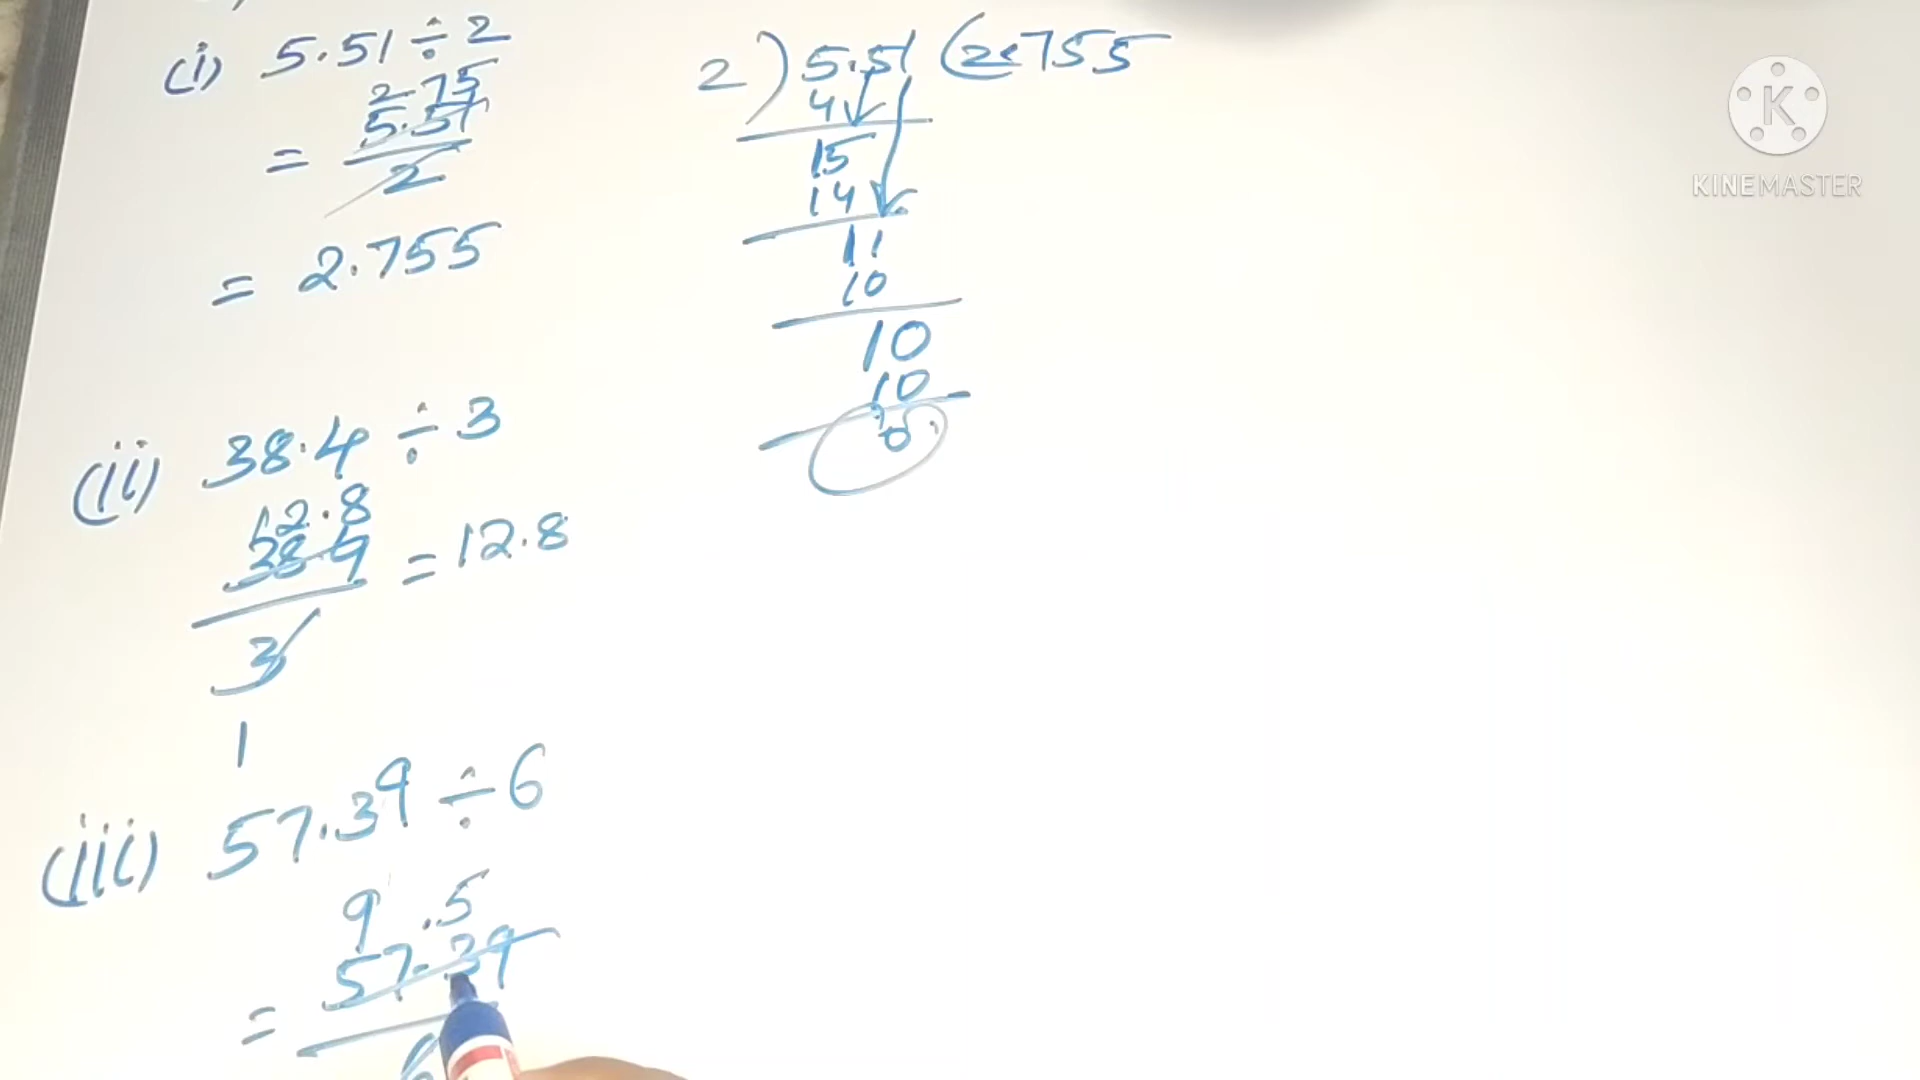 (i) 5.51 ÷ 2
2.75
= 5.51
2
= 2.755
2 ) 5.51 ( 2.755
4
15
14
11
10
10
10
0
(ii) 38.4 ÷ 3
12.8
38.4 = 12.8
3
1
(iii) 57.39 ÷ 6
9.5
= 57.39
6
K
KINEMASTER